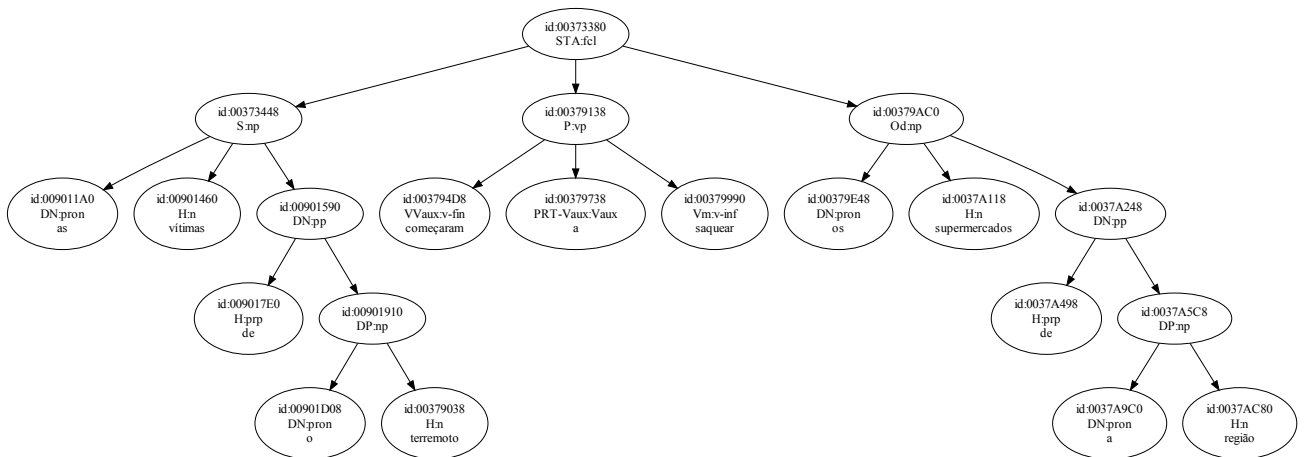 id:00373380
STA:fcl
id:00373448
S:np
id:00379138
P:vp
id:00379AC0
Od:np
id:009011A0
DN:pron
as
id:00901460
H:n
vítimas
id:00901590
DN:pp
id:003794D8
VVaux:v-fin
começaram
id:00379738
PRT-Vaux:Vaux
a
id:00379990
Vm:v-inf
saquear
id:00379E48
DN:pron
os
id:0037A118
H:n
supermercados
id:0037A248
DN:pp
id:009017E0
H:prp
de
id:00901910
DP:np
id:0037A498
H:prp
de
id:0037A5C8
DP:np
id:00901D08
DN:pron
o
id:00379038
H:n
terremoto
id:0037A9C0
DN:pron
a
id:0037AC80
H:n
região